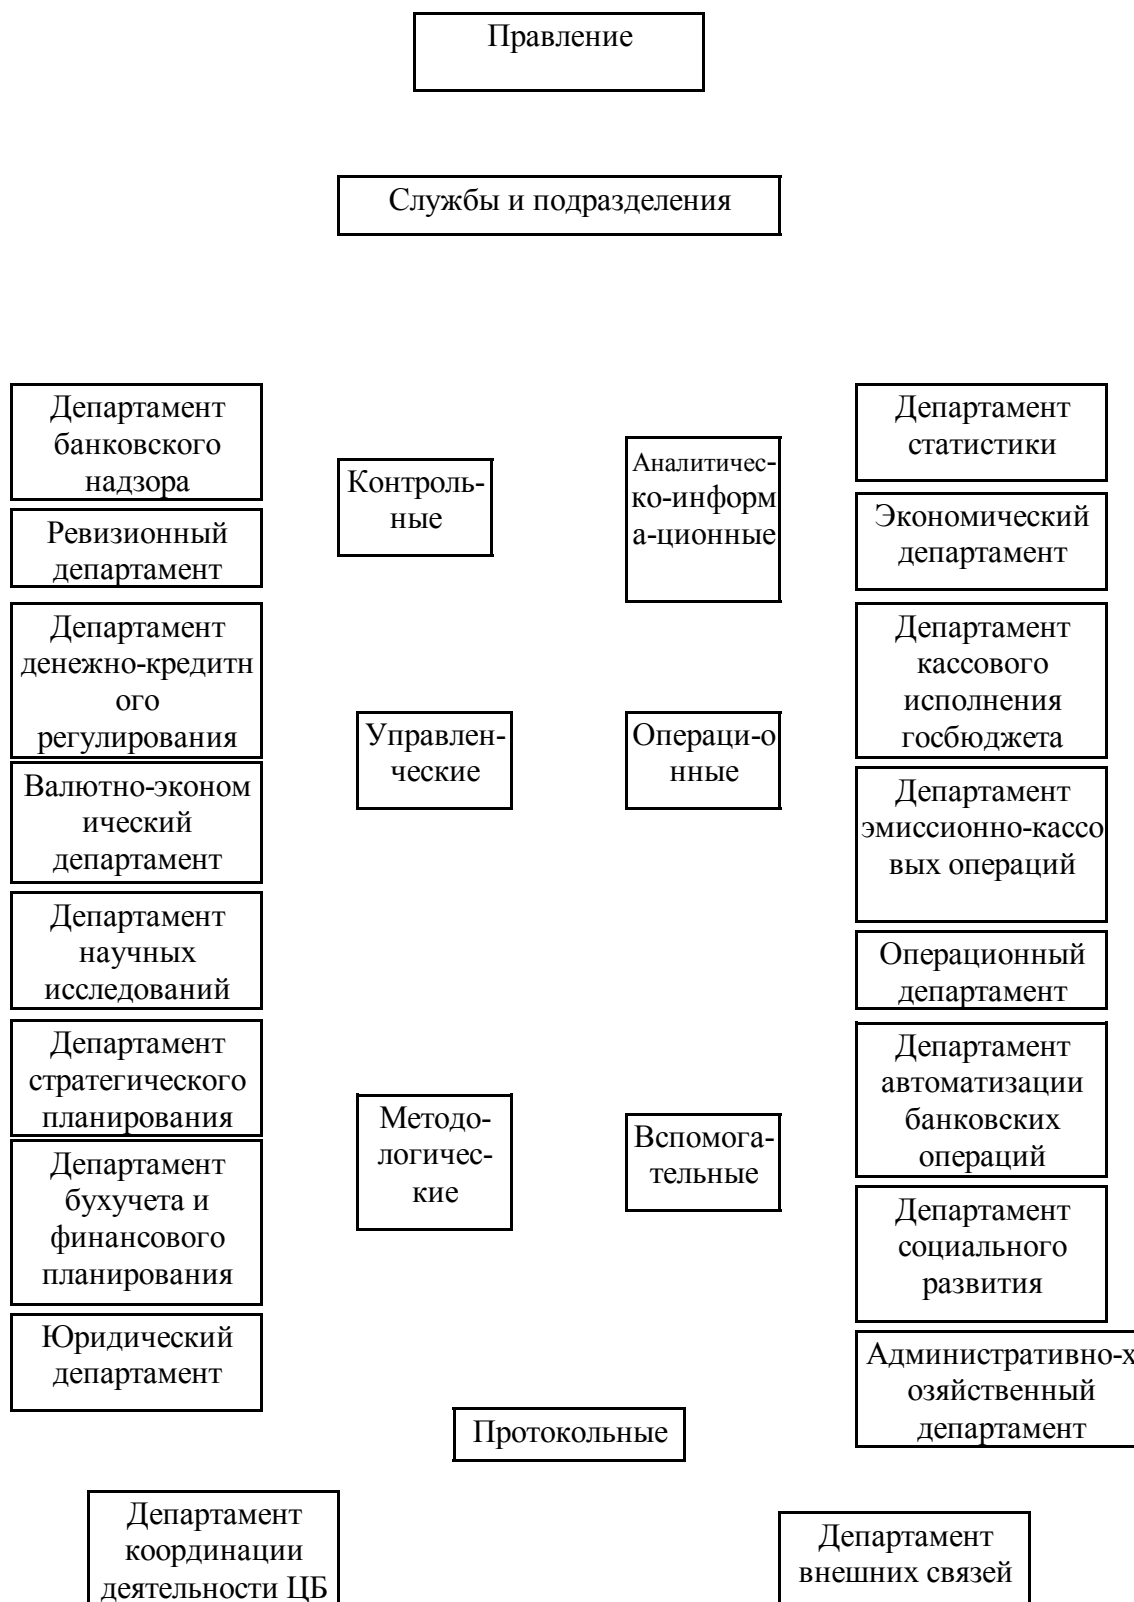 Правление
Службы и подразделения
Департамент
банковского
надзора
Ревизионный
департамент
Департамент
денежно-кредитн
ого
регулирования
Валютно-эконом
ический
департамент
Департамент
научных
исследований
Департамент
стратегического
планирования
Департамент
бухучета и
финансового
планирования
Юридический
департамент
Контроль-
ные
Управлен-
ческие
Методо-
логичес-
кие
Аналитичес-
ко-информ
а-ционные
Операци-о
нные
Вспомога-
тельные
Департамент
статистики
Экономический
департамент
Департамент
кассового
исполнения
госбюджета
Департамент
эмиссионно-кассо
вых операций
Операционный
департамент
Департамент
автоматизации
банковских
операций
Департамент
социального
развития
Административно-х
озяйственный
департамент
Протокольные
Департамент
координации
деятельности ЦБ
Департамент
внешних связей